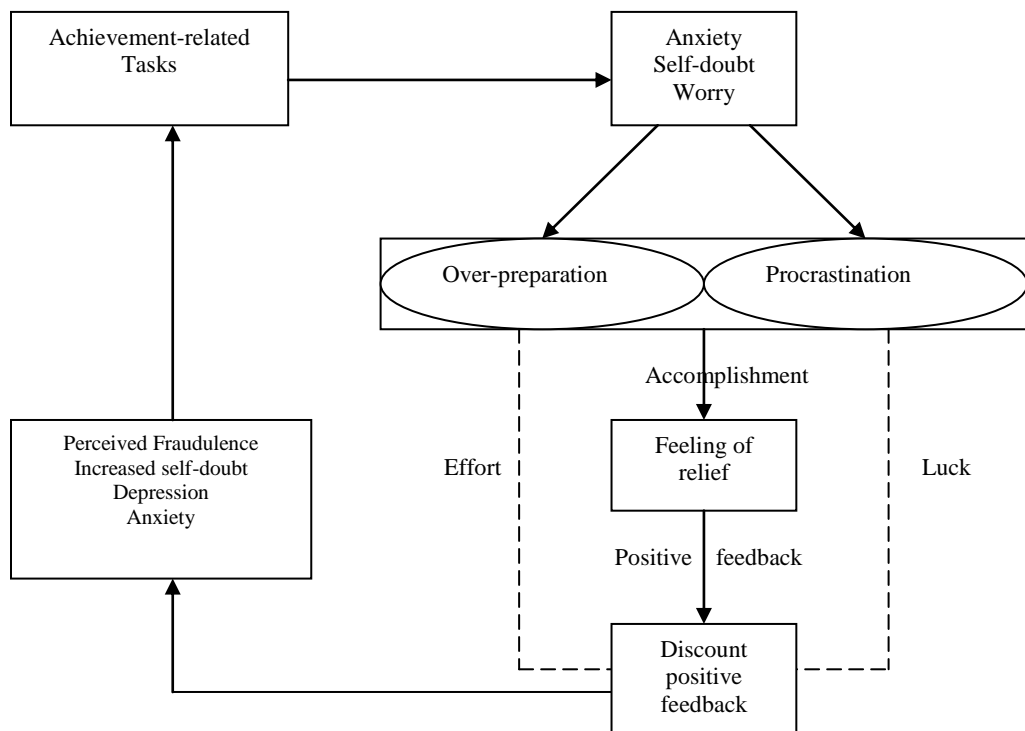 Achievement-related
Tasks
Anxiety
Self-doubt
Worry
Over-preparation
Procrastination
Accomplishment
Perceived Fraudulence
Increased self-doubt
Depression
Anxiety
Effort
Feeling of
relief
Luck
Positive feedback
Discount
positive
feedback